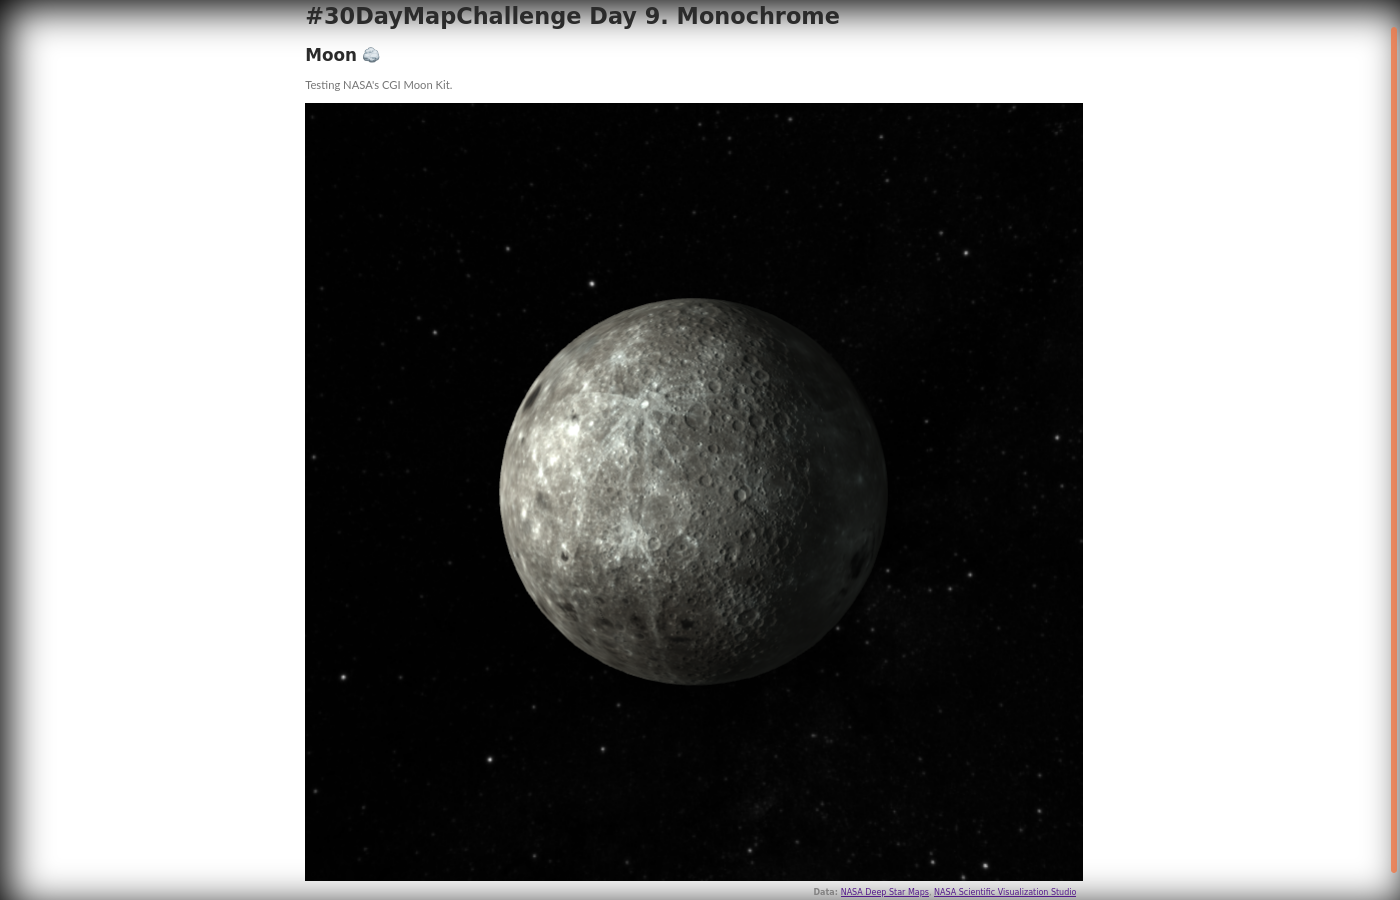 #30DayMapChallenge Day 9. Monochrome
Moon 🪨
Testing NASA's CGI Moon Kit.
Data: NASA Deep Star Maps, NASA Scientific Visualization Studio